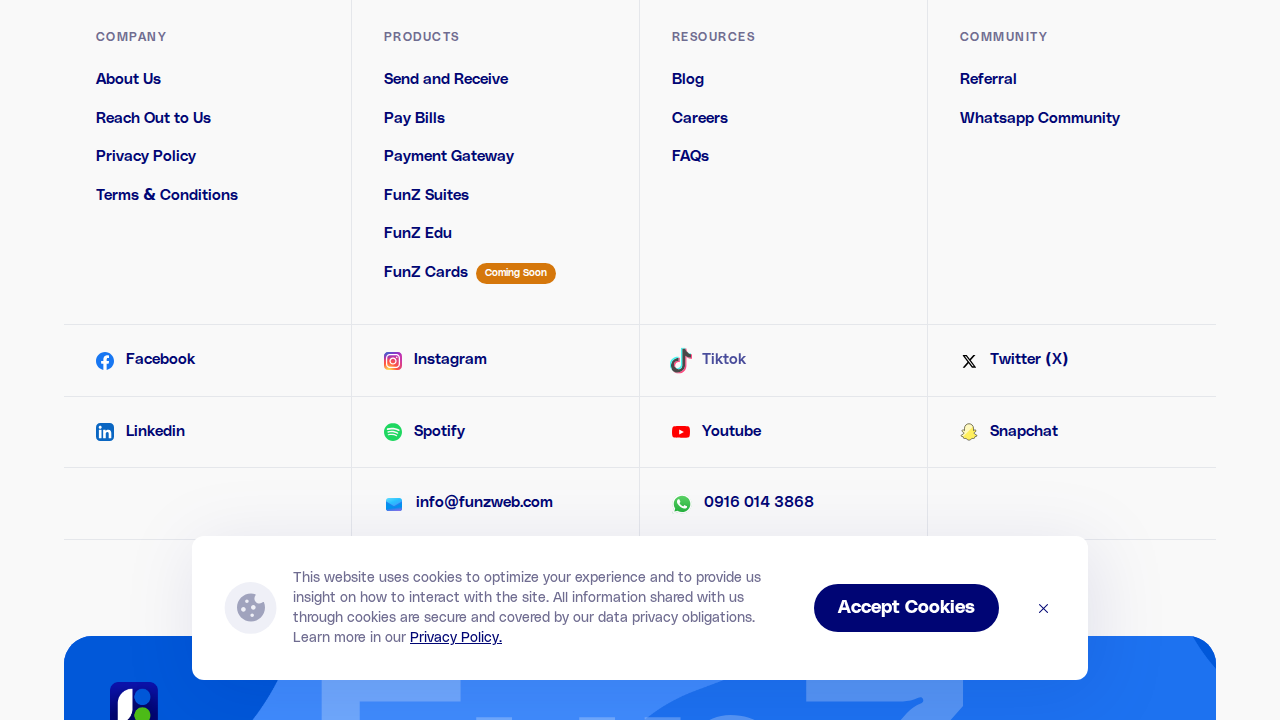 COMPANY
About Us
Reach Out to Us
Privacy Policy
Terms & Conditions
PRODUCTS
Send and Receive
Pay Bills
Payment Gateway
FunZ Suites
FunZ Edu
FunZ Cards Coming Soon
RESOURCES
Blog
Careers
FAQs
COMMUNITY
Referral
Whatsapp Community
Facebook
Instagram
Tiktok
Twitter (X)
Linkedin
Spotify
Youtube
Snapchat
info@funzweb.com
0916 014 3868
This website uses cookies to optimize your experience and to provide us
insight on how to interact with the site. All information shared with us
through cookies are secure and covered by our data privacy obligations.
Learn more in our Privacy Policy.
Accept Cookies